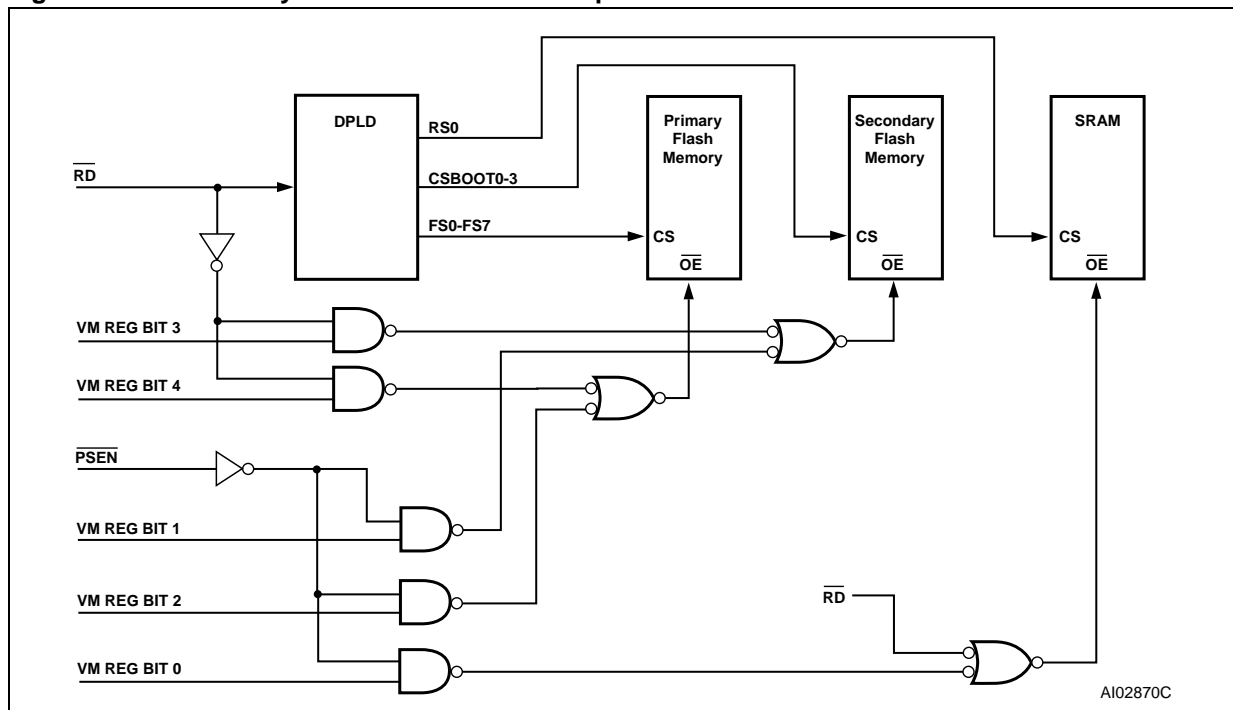 DPLD
RS0
CSBOOT0-3
FS0-FS7
Primary
Flash
Memory
CS
OE
Secondary
Flash
Memory
CS
OE
SRAM
CS
OE
RD
VM REG BIT 3
VM REG BIT 4
PSEN
VM REG BIT 1
VM REG BIT 2
VM REG BIT 0
RD
AI02870C